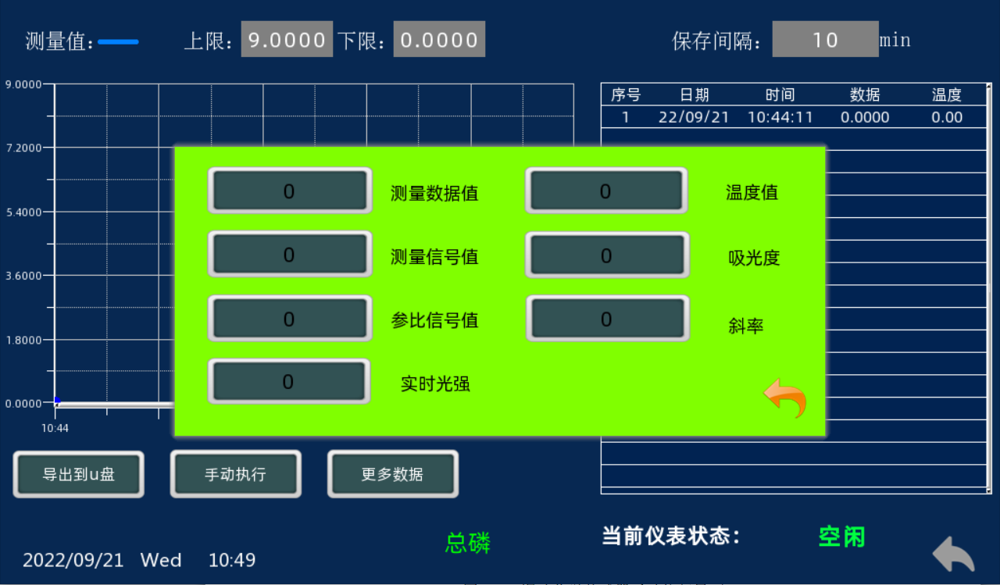 测量值: 上限: 9.0000 下限: 0.0000 保存间隔: 10 min
9.0000
7.2000
5.4000
3.6000
1.8000
0.0000
10:44
序号 日期 时间 数据 温度
1 22/09/21 10:44:11 0.0000 0.00
0 测量数据值 0 温度值
0 测量信号值 0 吸光度
0 参比信号值 0 斜率
0 实时光强
导出到u盘 手动执行 更多数据
总磷 当前仪表状态: 空闲
2022/09/21 Wed 10:49